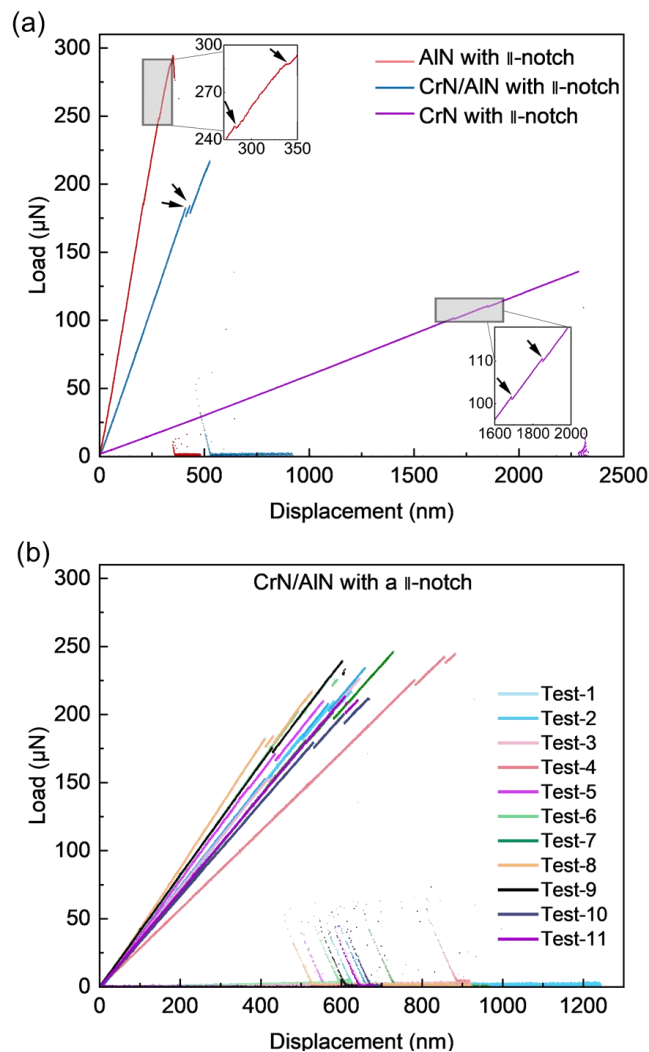 (a)
300
250
200
150
100
50
0
Load (µN)
0 500 1000 1500 2000 2500
Displacement (nm)
AlN with ǁ-notch
CrN/AlN with ǁ-notch
CrN with ǁ-notch
300
270
240
300 350
110
100
1600 1800 2000
(b)
CrN/AlN with a ǁ-notch
300
250
200
150
100
50
0
Load (µN)
Test-1
Test-2
Test-3
Test-4
Test-5
Test-6
Test-7
Test-8
Test-9
Test-10
Test-11
0 200 400 600 800 1000 1200
Displacement (nm)